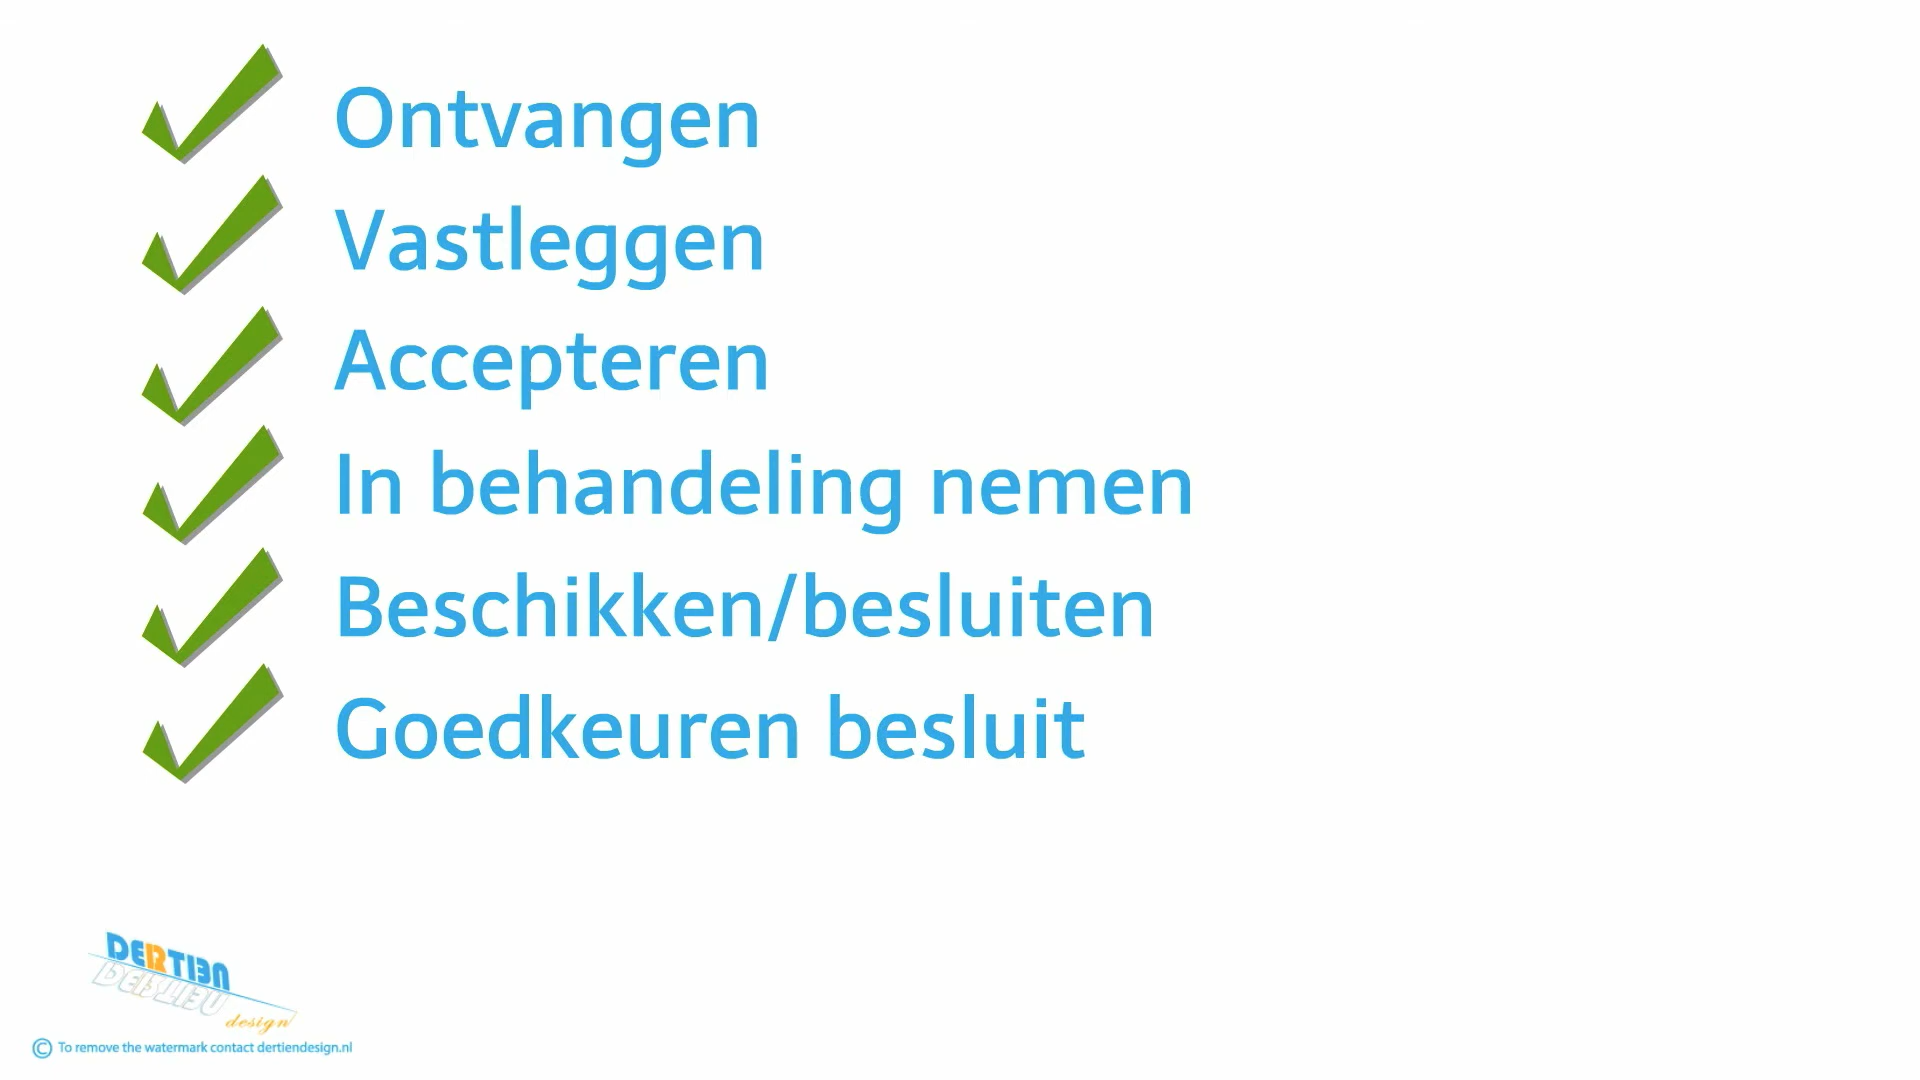 Ontvangen
Vastleggen
Accepteren
In behandeling nemen
Beschikken/besluiten
Goedkeuren besluit
DERTIEN
design
© To remove the watermark contact dertiendesign.nl